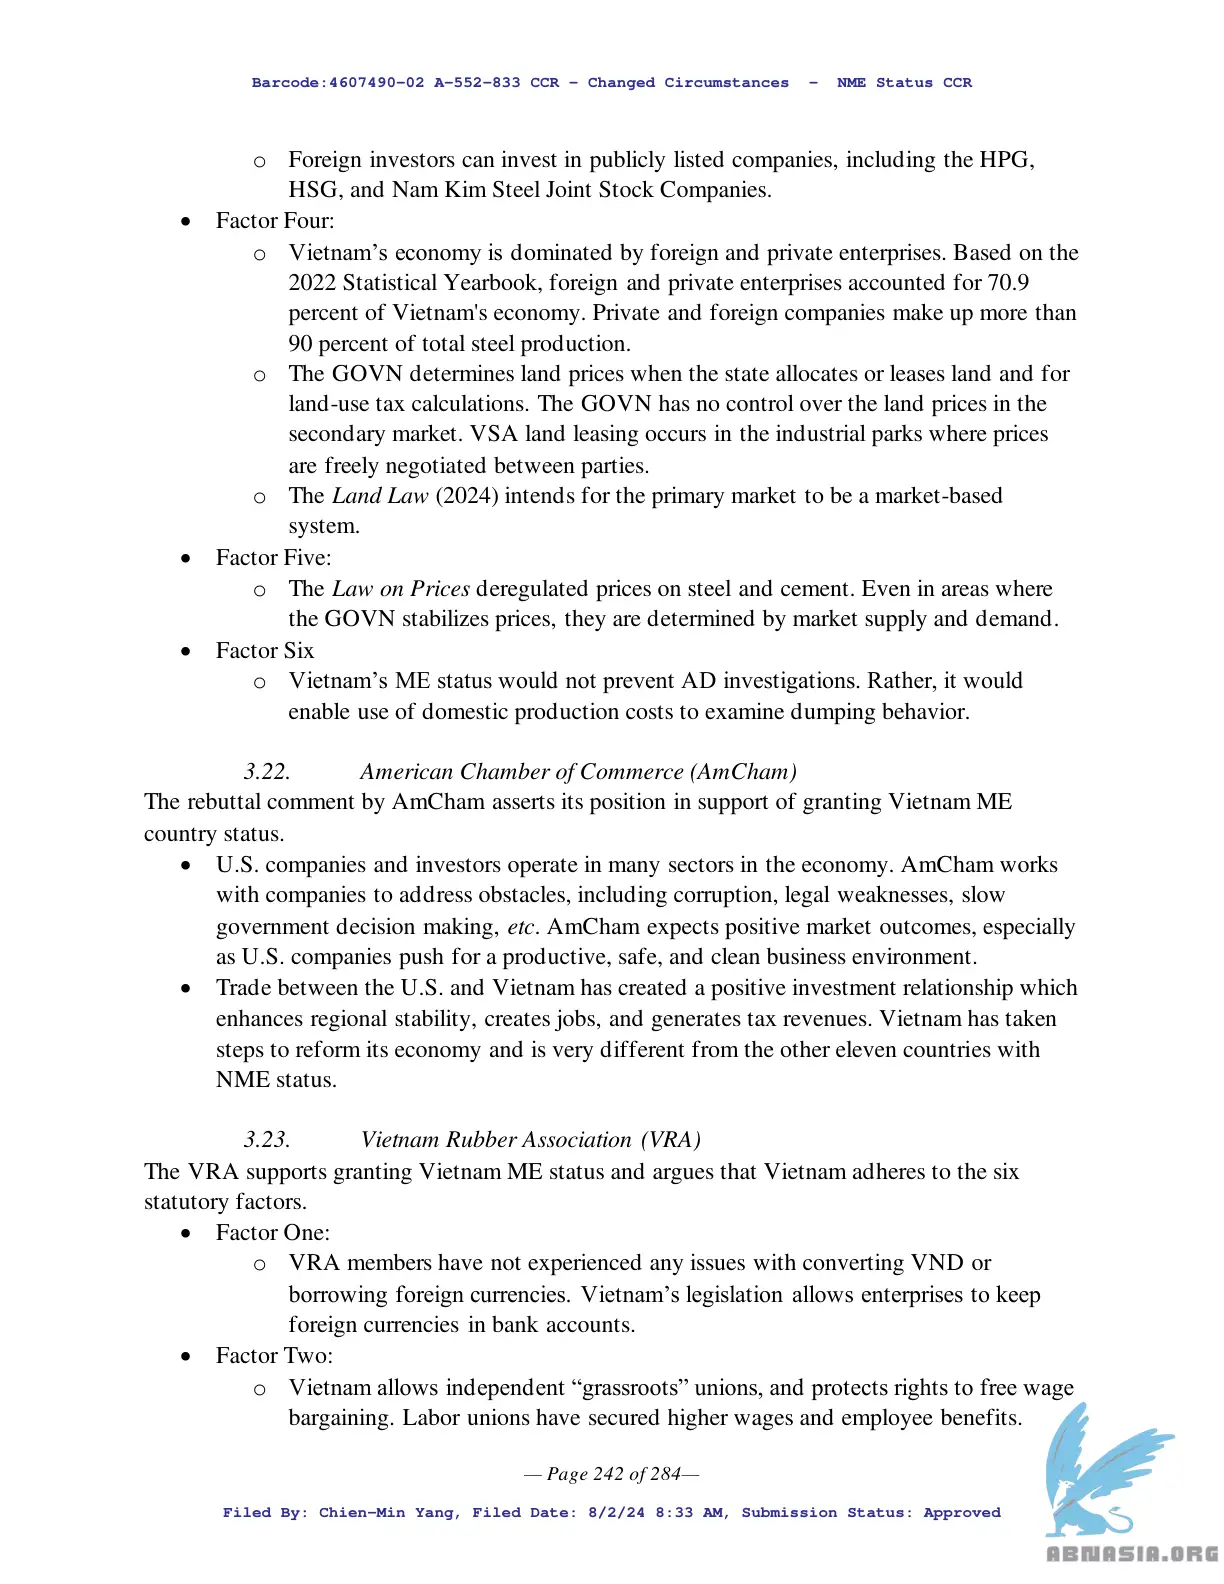 Barcode:4607490-02 A-552-833 CCR - Changed Circumstances - NME Status CCR
o Foreign investors can invest in publicly listed companies, including the HPG,
HSG, and Nam Kim Steel Joint Stock Companies.
• Factor Four:
o Vietnam’s economy is dominated by foreign and private enterprises. Based on the
2022 Statistical Yearbook, foreign and private enterprises accounted for 70.9
percent of Vietnam's economy. Private and foreign companies make up more than
90 percent of total steel production.
o The GOVN determines land prices when the state allocates or leases land and for
land-use tax calculations. The GOVN has no control over the land prices in the
secondary market. VSA land leasing occurs in the industrial parks where prices
are freely negotiated between parties.
o The Land Law (2024) intends for the primary market to be a market-based
system.
• Factor Five:
o The Law on Prices deregulated prices on steel and cement. Even in areas where
the GOVN stabilizes prices, they are determined by market supply and demand.
• Factor Six
o Vietnam’s ME status would not prevent AD investigations. Rather, it would
enable use of domestic production costs to examine dumping behavior.
3.22. American Chamber of Commerce (AmCham)
The rebuttal comment by AmCham asserts its position in support of granting Vietnam ME
country status.
• U.S. companies and investors operate in many sectors in the economy. AmCham works
with companies to address obstacles, including corruption, legal weaknesses, slow
government decision making, etc. AmCham expects positive market outcomes, especially
as U.S. companies push for a productive, safe, and clean business environment.
• Trade between the U.S. and Vietnam has created a positive investment relationship which
enhances regional stability, creates jobs, and generates tax revenues. Vietnam has taken
steps to reform its economy and is very different from the other eleven countries with
NME status.
3.23. Vietnam Rubber Association (VRA)
The VRA supports granting Vietnam ME status and argues that Vietnam adheres to the six
statutory factors.
• Factor One:
o VRA members have not experienced any issues with converting VND or
borrowing foreign currencies. Vietnam’s legislation allows enterprises to keep
foreign currencies in bank accounts.
• Factor Two:
o Vietnam allows independent “grassroots” unions, and protects rights to free wage
bargaining. Labor unions have secured higher wages and employee benefits.
— Page 242 of 284—
Filed By: Chien-Min Yang, Filed Date: 8/2/24 8:33 AM, Submission Status: Approved
ABNASIA.ORG